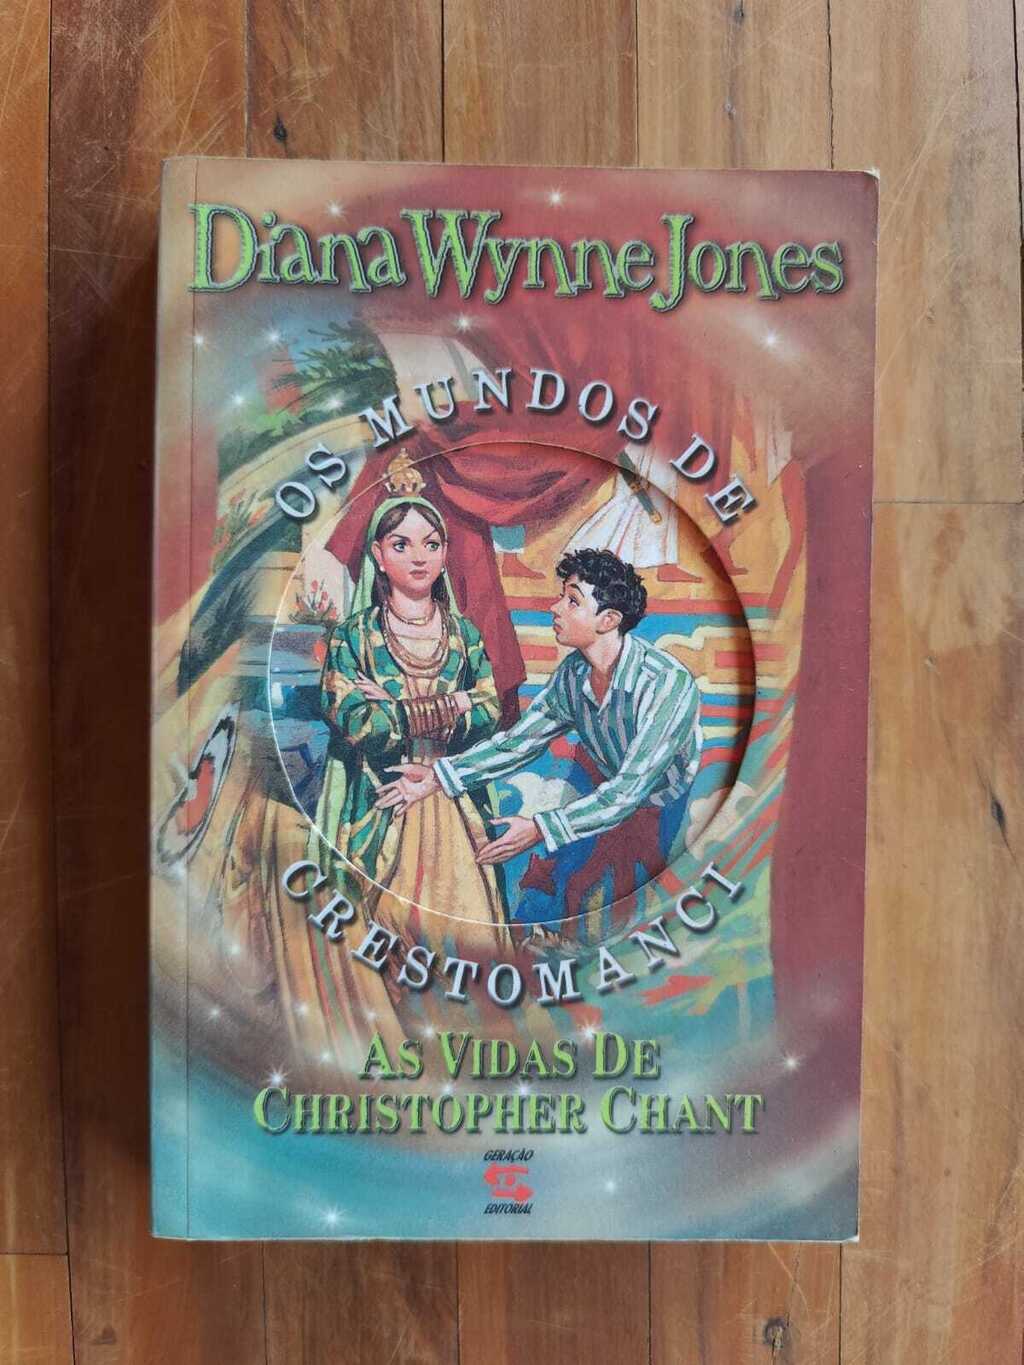 Diana Wynne Jones
OS MUNDOS DE
CRESTOMANCI
AS VIDAS DE
CHRISTOPHER CHANT
GERAÇÃO
EDITORIAL